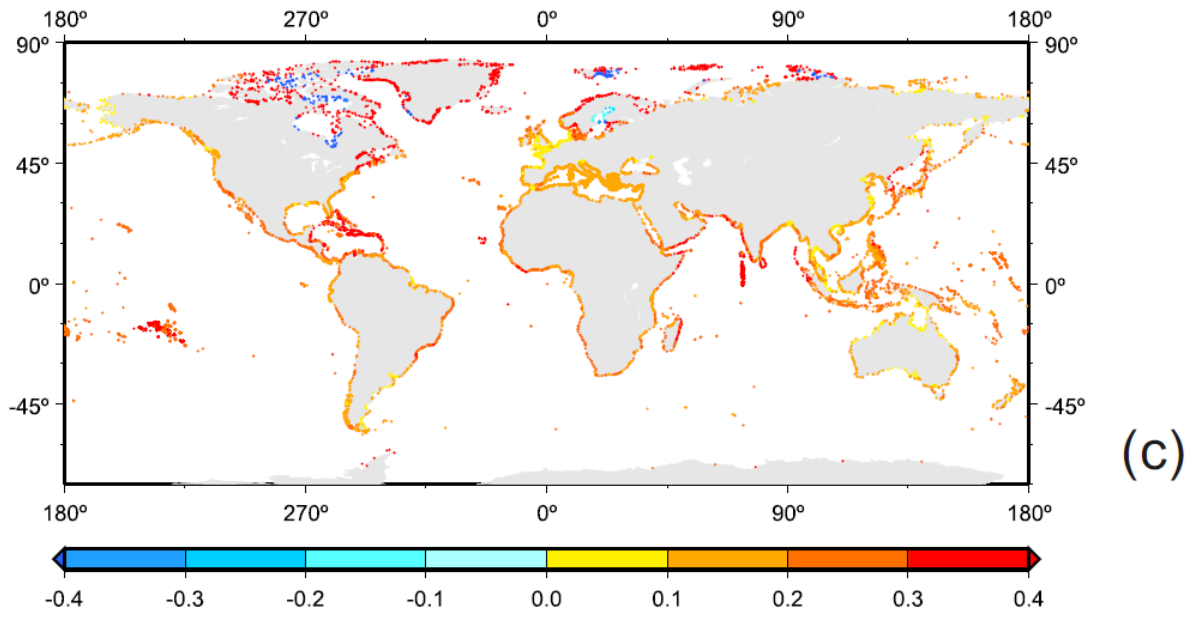 180º 270º 0º 90º 180º
90º 90º
45º 45º
0º 0º
-45º -45º
(c)
180º 270º 0º 90º 180º
-0.4 -0.3 -0.2 -0.1 0.0 0.1 0.2 0.3 0.4